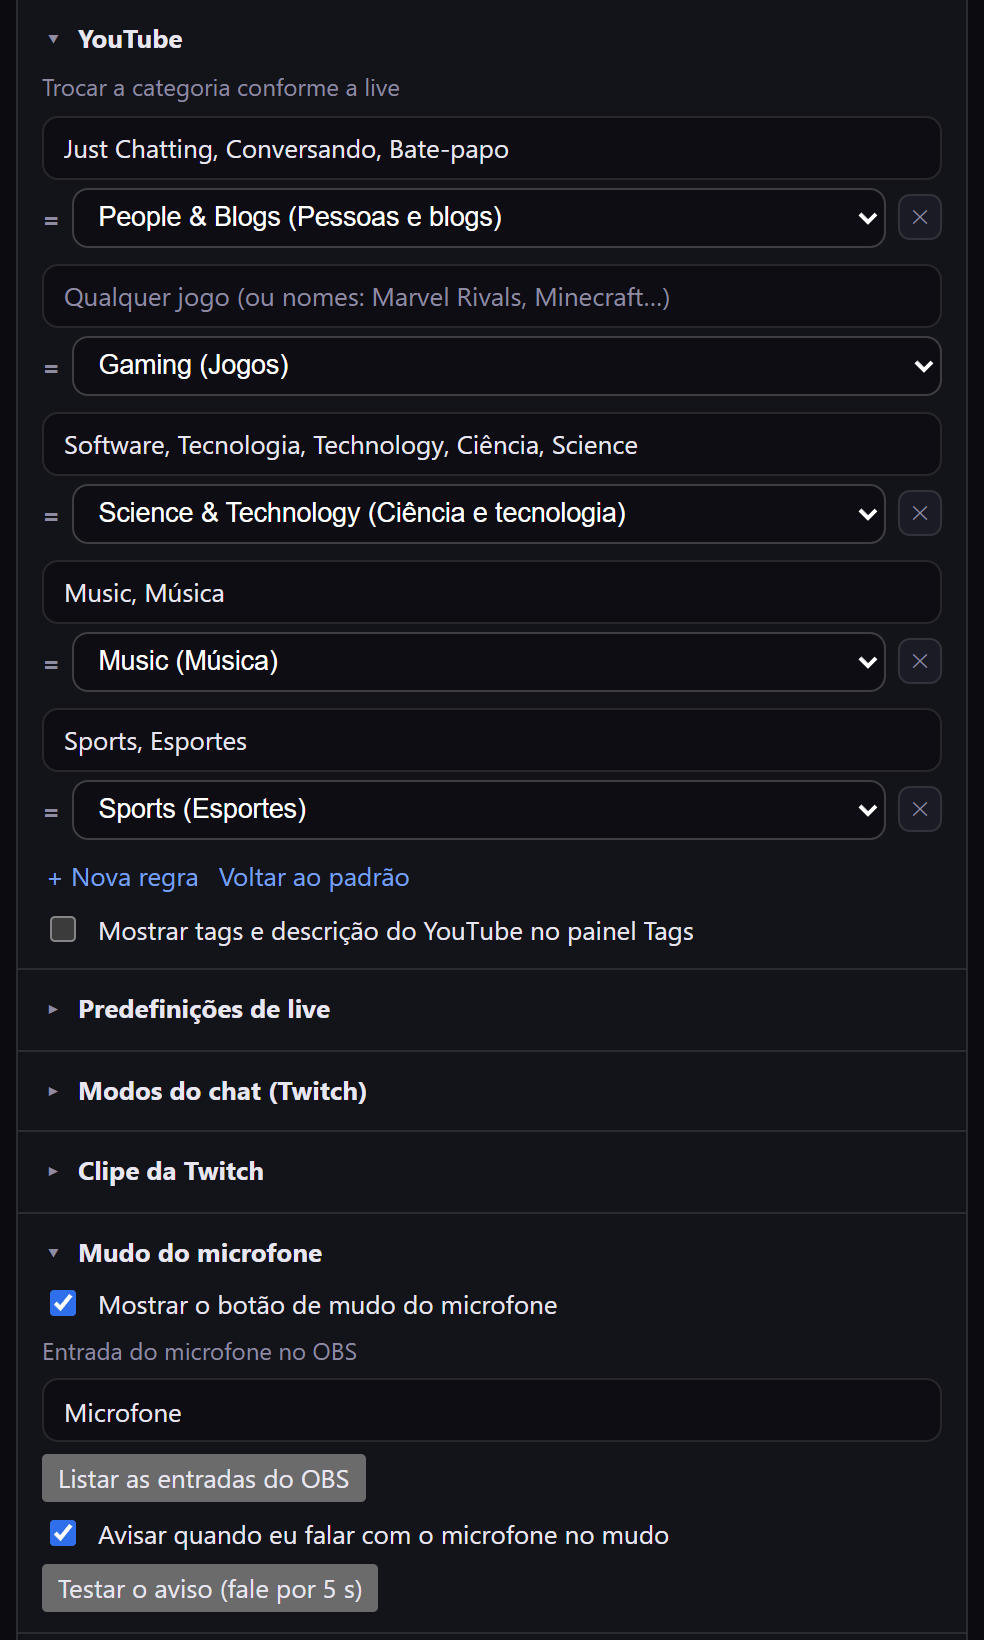 YouTube
Trocar a categoria conforme a live
Just Chatting, Conversando, Bate-papo
= People & Blogs (Pessoas e blogs)
Qualquer jogo (ou nomes: Marvel Rivals, Minecraft...)
= Gaming (Jogos)
Software, Tecnologia, Technology, Ciência, Science
= Science & Technology (Ciência e tecnologia)
Music, Música
= Music (Música)
Sports, Esportes
= Sports (Esportes)
+ Nova regra Voltar ao padrão
Mostrar tags e descrição do YouTube no painel Tags
Predefinições de live
Modos do chat (Twitch)
Clipe da Twitch
Mudo do microfone
Mostrar o botão de mudo do microfone
Entrada do microfone no OBS
Microfone
Listar as entradas do OBS
Avisar quando eu falar com o microfone no mudo
Testar o aviso (fale por 5 s)